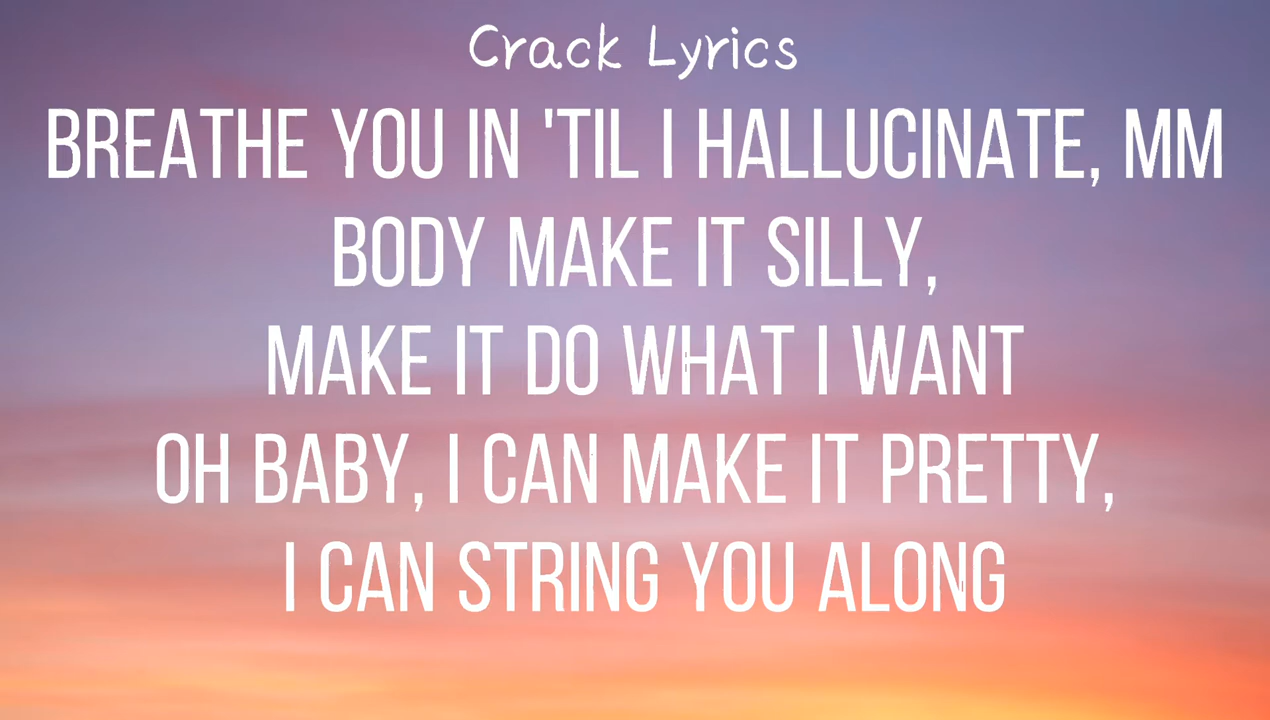 Crack Lyrics
BREATHE YOU IN 'TIL I HALLUCINATE, MM
BODY MAKE IT SILLY,
MAKE IT DO WHAT I WANT
OH BABY, I CAN MAKE IT PRETTY,
I CAN STRING YOU ALONG